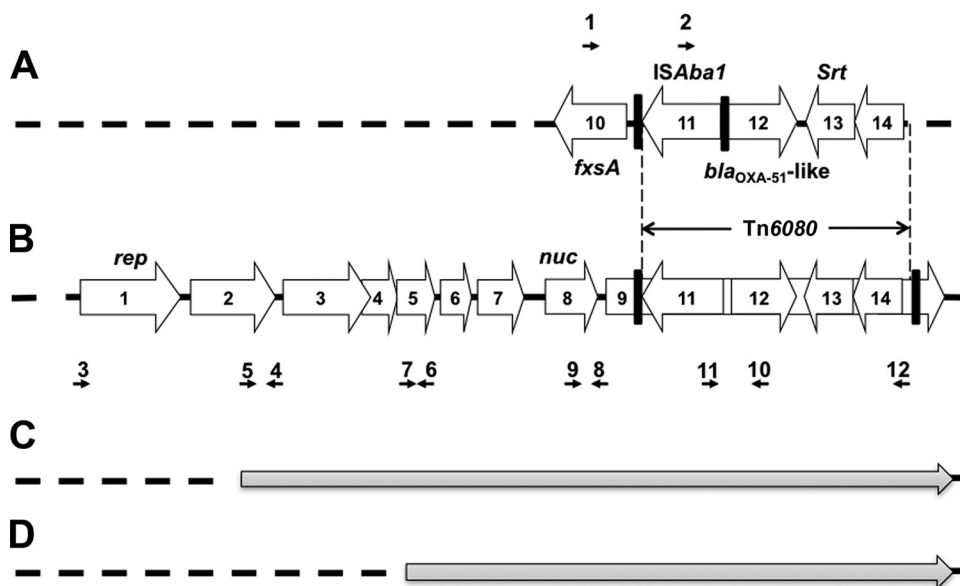 1 2
A
ISAba1 Srt
10 11 12 13 14
fxsA blaOXA-51-like
B
Tn6080
rep nuc
1 2 3 4 5 6 7 8 9 11 12 13 14
3 5 4 7 6 9 8 11 10 12
C
D